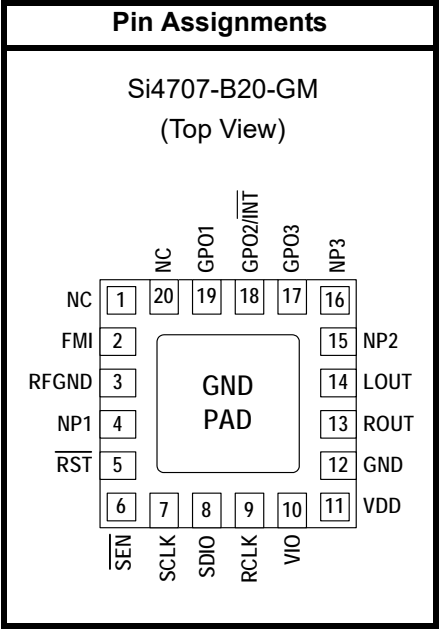 Pin Assignments
Si4707-B20-GM
(Top View)
NC
GPO1
GPO2/INT
GPO3
NP3
NC 1 20 19 18 17 16
FMI 2 15 NP2
RFGND 3 14 LOUT
NP1 4 13 ROUT
RST 5 12 GND
6 7 8 9 10 11 VDD
GND
PAD
SEN
SCLK
SDIO
RCLK
VIO